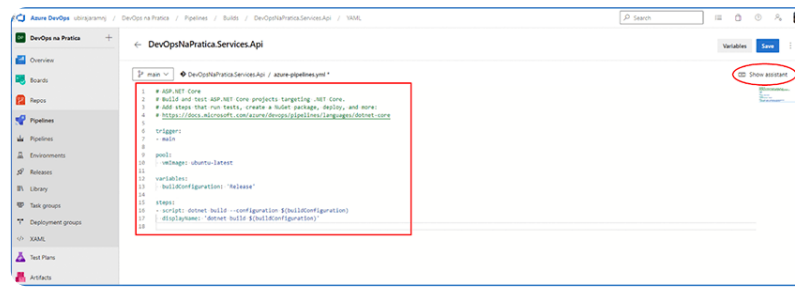 Azure DevOps ubirajaramnj / DevOps na Pratica / Pipelines / Builds / DevOpsNaPratica.Services.Api / YAML
Search
DevOps na Pratica +
← DevOpsNaPratica.Services.Api
Variables
Save
Overview
Boards
Repos
Pipelines
Pipelines
Environments
Releases
Library
Task groups
Deployment groups
XAML
Test Plans
Artifacts
main DevOpsNaPratica.Services.Api / azure-pipelines.yml *
Show assistant
1 # ASP.NET Core
2 # Build and test ASP.NET Core projects targeting .NET Core.
3 # Add steps that run tests, create a NuGet package, deploy, and more:
4 # https://docs.microsoft.com/azure/devops/pipelines/languages/dotnet-core
5
6 trigger:
7 - main
8
9 pool:
10 vmImage: ubuntu-latest
11
12 variables:
13 buildConfiguration: 'Release'
14
15 steps:
16 - script: dotnet build --configuration $(buildConfiguration)
17 displayName: 'dotnet build $(buildConfiguration)'
18